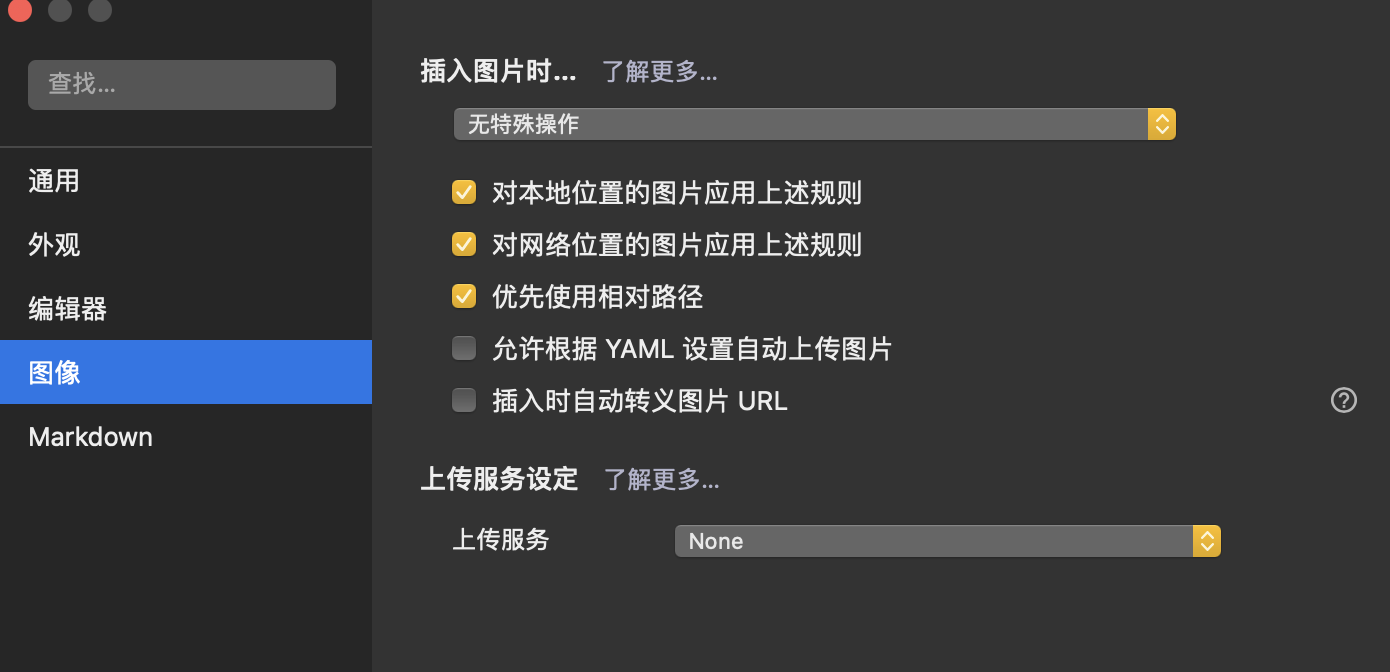 查找...
通用
外观
编辑器
图像
Markdown
插入图片时... 了解更多...
无特殊操作
对本地位置的图片应用上述规则
对网络位置的图片应用上述规则
优先使用相对路径
允许根据 YAML 设置自动上传图片
插入时自动转义图片 URL
?
上传服务设定 了解更多...
上传服务 None